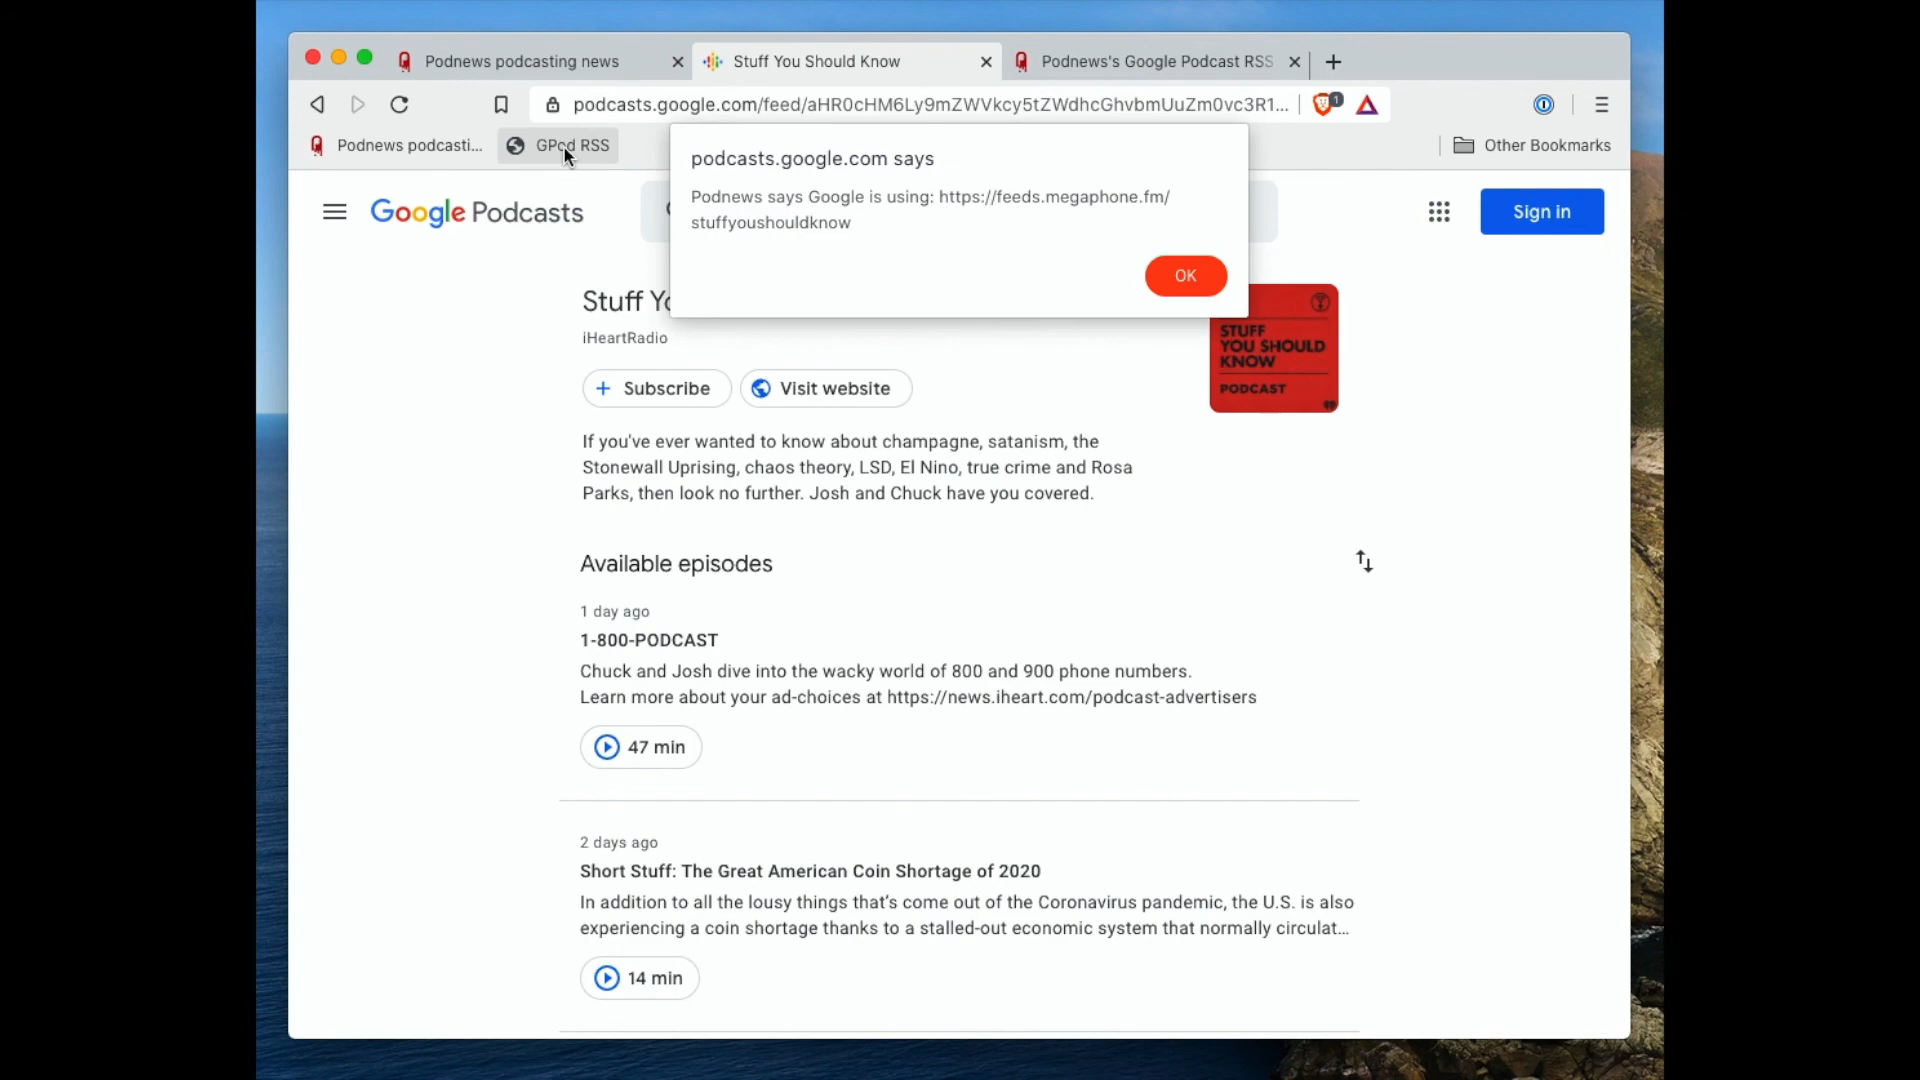 Podnews podcasting news
Stuff You Should Know
Podnews's Google Podcast RSS
podcasts.google.com/feed/aHR0cHM6Ly9mZWVkcy5tZWdhcGhvbmUuZm0vc3R1...
1
Podnews podcasti...
GPod RSS
Other Bookmarks
podcasts.google.com says
Podnews says Google is using: https://feeds.megaphone.fm/
stuffyoushouldknow
OK
Google Podcasts
Sign in
Stuff Yo
iHeartRadio
STUFF
YOU SHOULD
KNOW
PODCAST
Subscribe
Visit website
If you've ever wanted to know about champagne, satanism, the
Stonewall Uprising, chaos theory, LSD, El Nino, true crime and Rosa
Parks, then look no further. Josh and Chuck have you covered.
Available episodes
1 day ago
1-800-PODCAST
Chuck and Josh dive into the wacky world of 800 and 900 phone numbers.
Learn more about your ad-choices at https://news.iheart.com/podcast-advertisers
47 min
2 days ago
Short Stuff: The Great American Coin Shortage of 2020
In addition to all the lousy things that's come out of the Coronavirus pandemic, the U.S. is also
experiencing a coin shortage thanks to a stalled-out economic system that normally circulat...
14 min